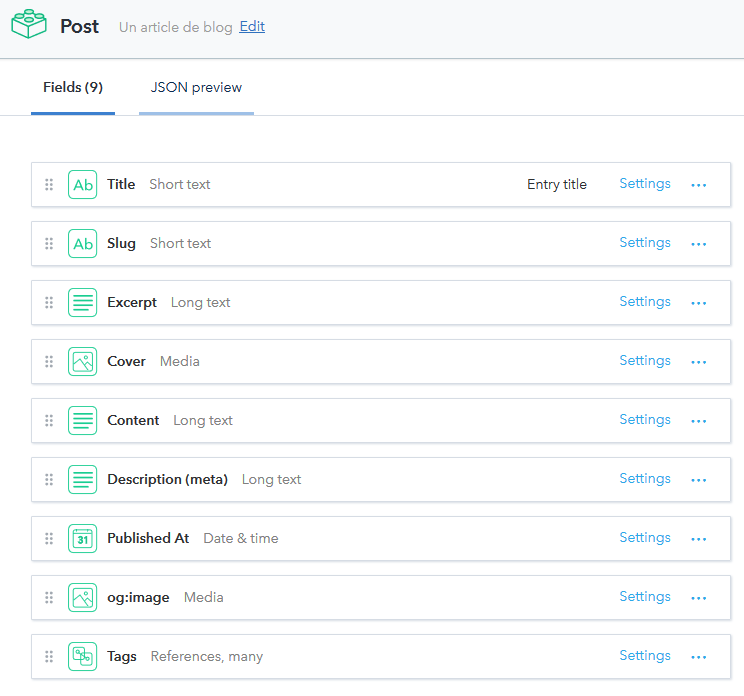 Post Un article de blog Edit
Fields (9) JSON preview
Ab Title Short text Entry title Settings ...
Ab Slug Short text Settings ...
Excerpt Long text Settings ...
Cover Media Settings ...
Content Long text Settings ...
Description (meta) Long text Settings ...
31 Published At Date & time Settings ...
og:image Media Settings ...
Tags References, many Settings ...